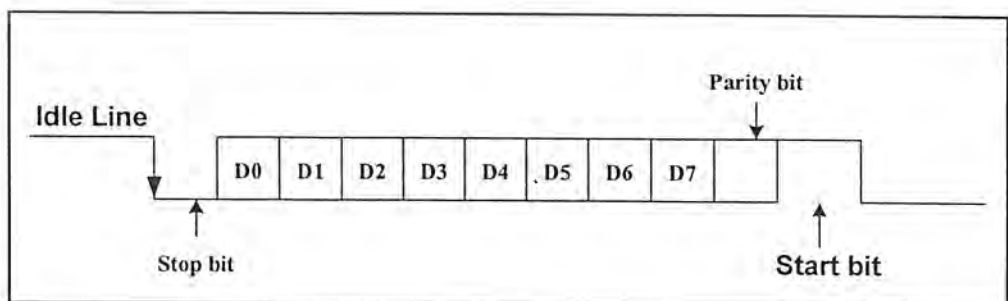 Parity bit
Idle Line
D0 D1 D2 D3 D4 D5 D6 D7
Stop bit
Start bit